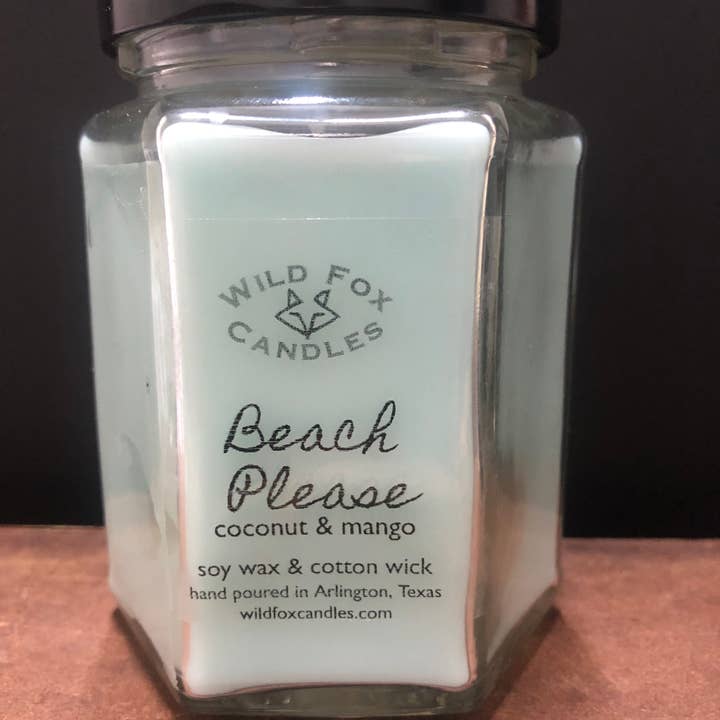 WILD FOX
CANDLES
Beach
Please
coconut & mango
soy wax & cotton wick
hand poured in Arlington, Texas
wildfoxcandles.com